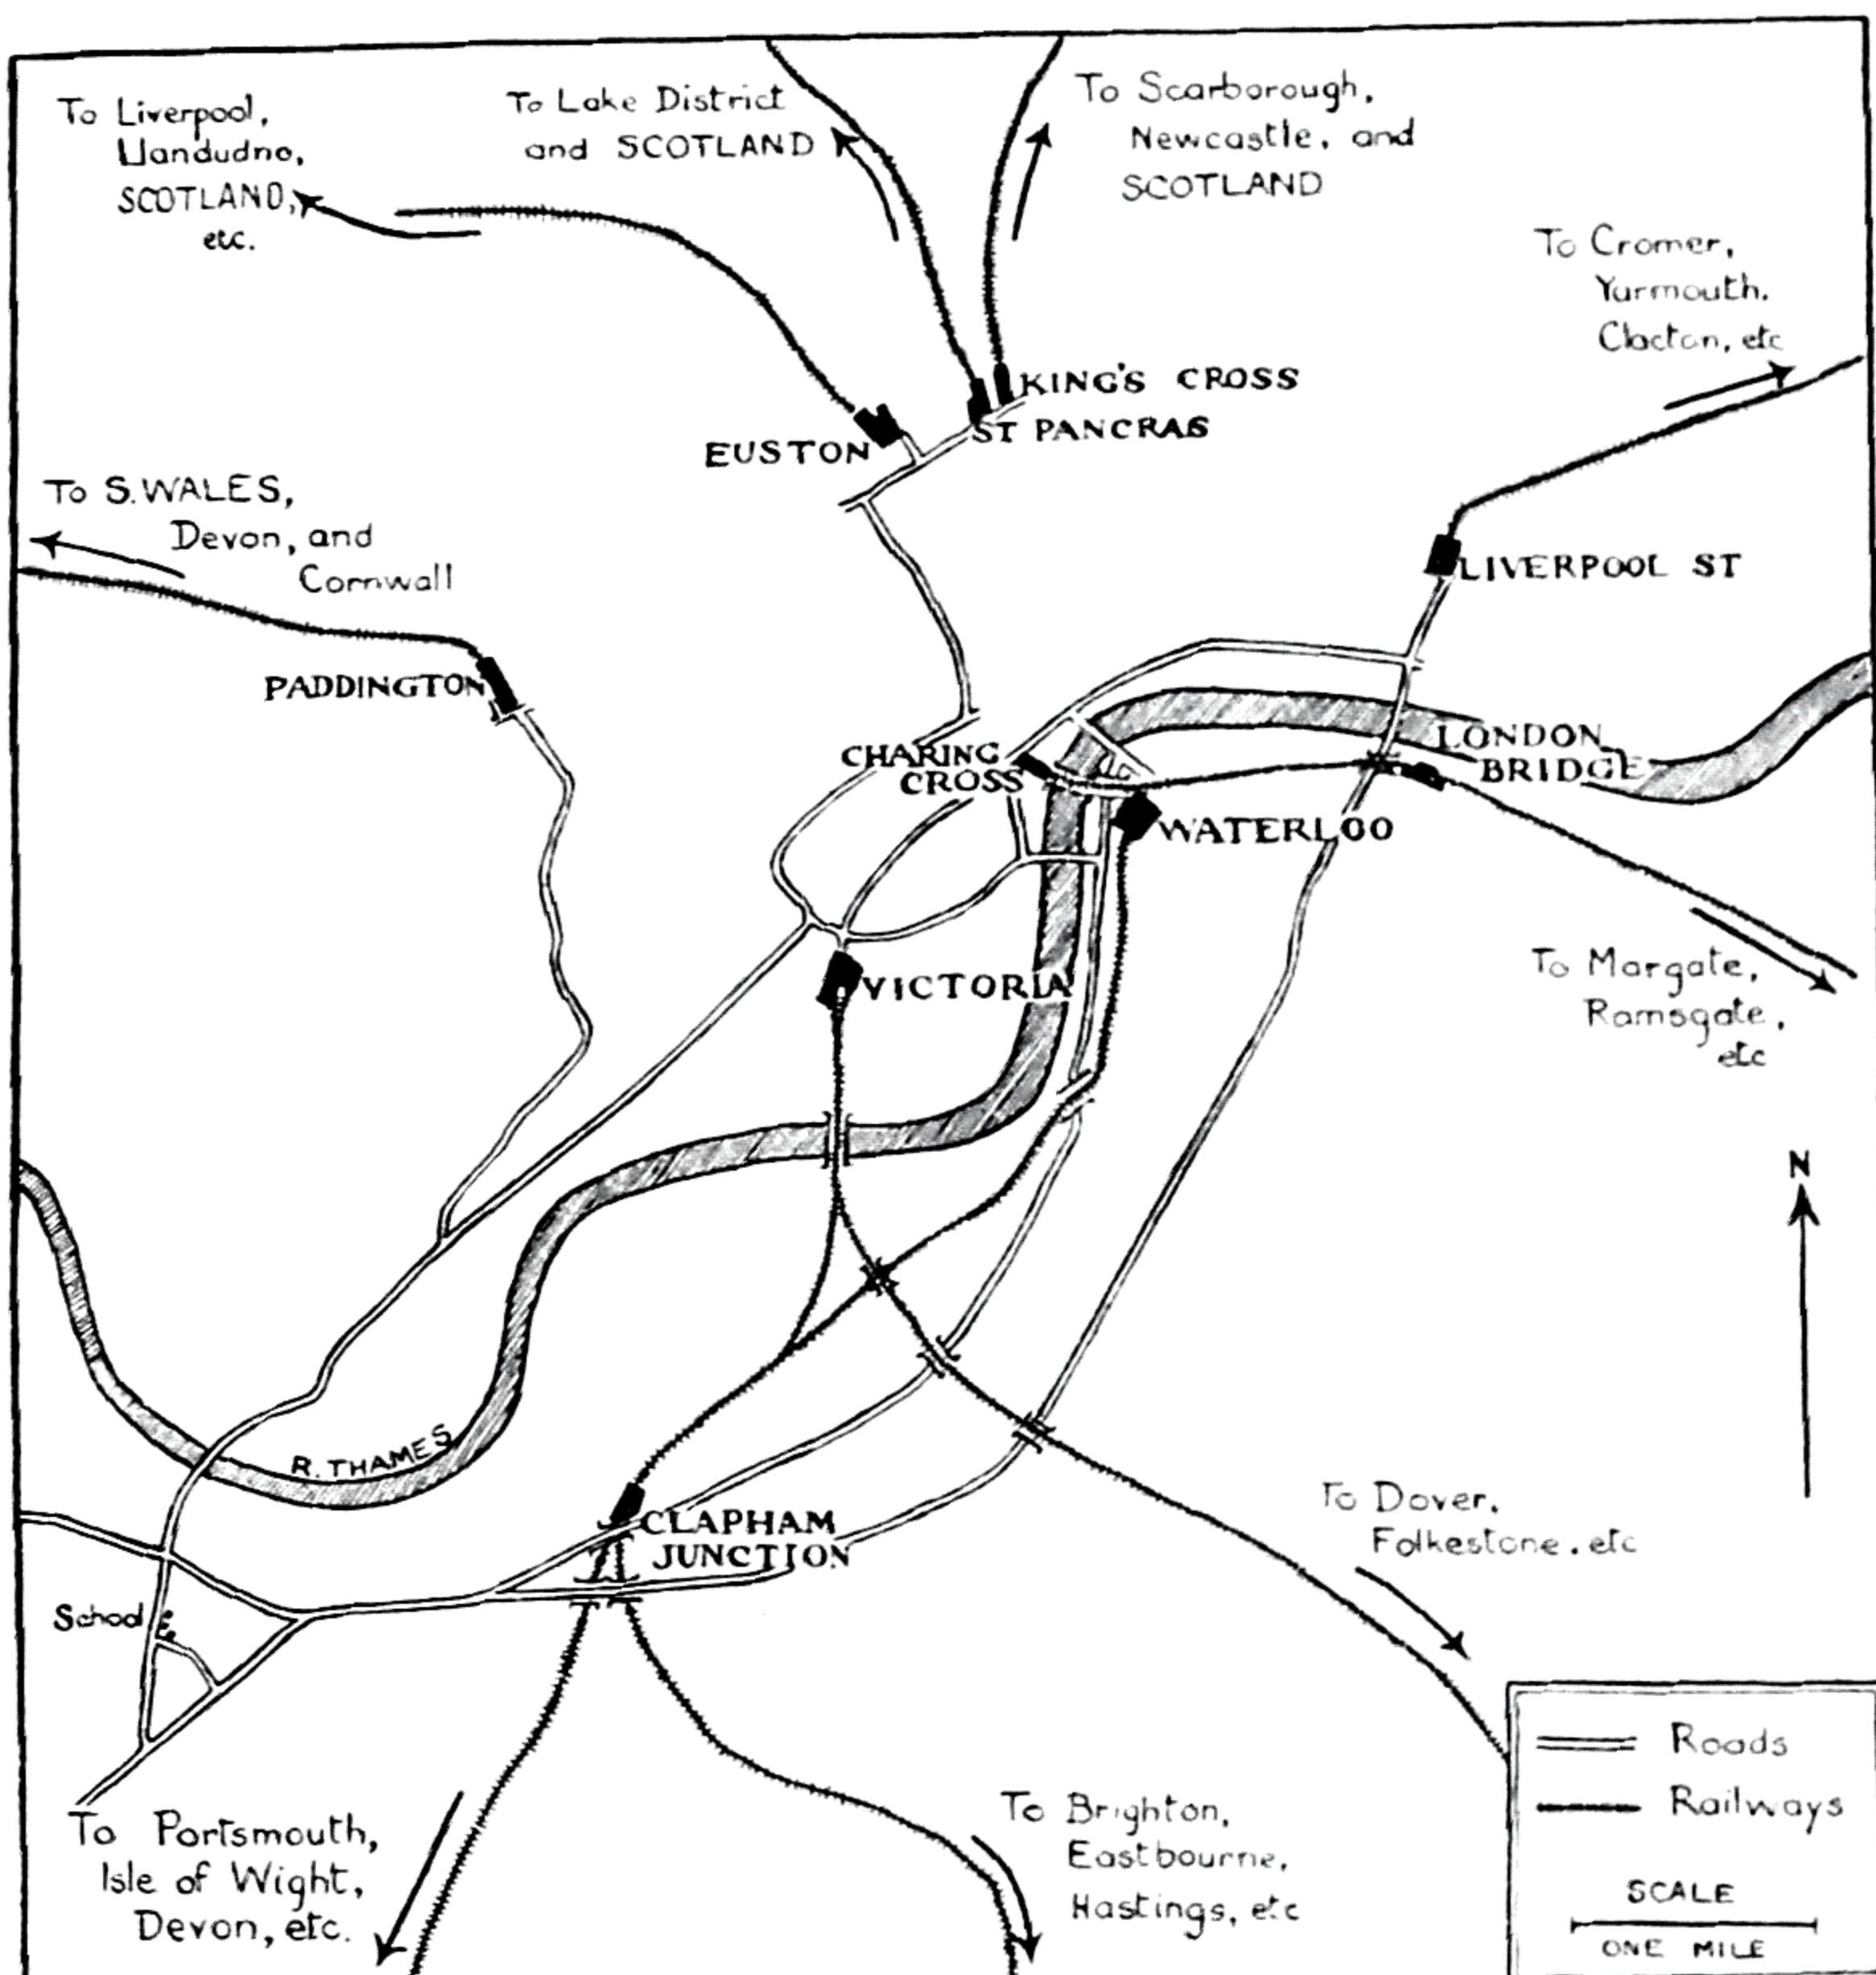 To Liverpool,
Llandudno,
SCOTLAND,
etc.
To Lake District
and SCOTLAND
To Scarborough,
Newcastle, and
SCOTLAND
To Cromer,
Yarmouth,
Clacton, etc
KING'S CROSS
ST PANCRAS
EUSTON
To S. WALES,
Devon, and
Cornwall
LIVERPOOL ST
PADDINGTON
CHARING
CROSS
LONDON
BRIDGE
WATERLOO
VICTORIA
To Margate,
Ramsgate,
etc
N
R. THAMES
CLAPHAM
JUNCTION
To Dover,
Folkestone. etc
School
To Portsmouth,
Isle of Wight,
Devon, etc.
To Brighton,
Eastbourne,
Hastings, etc
Roads
Railways
SCALE
ONE MILE